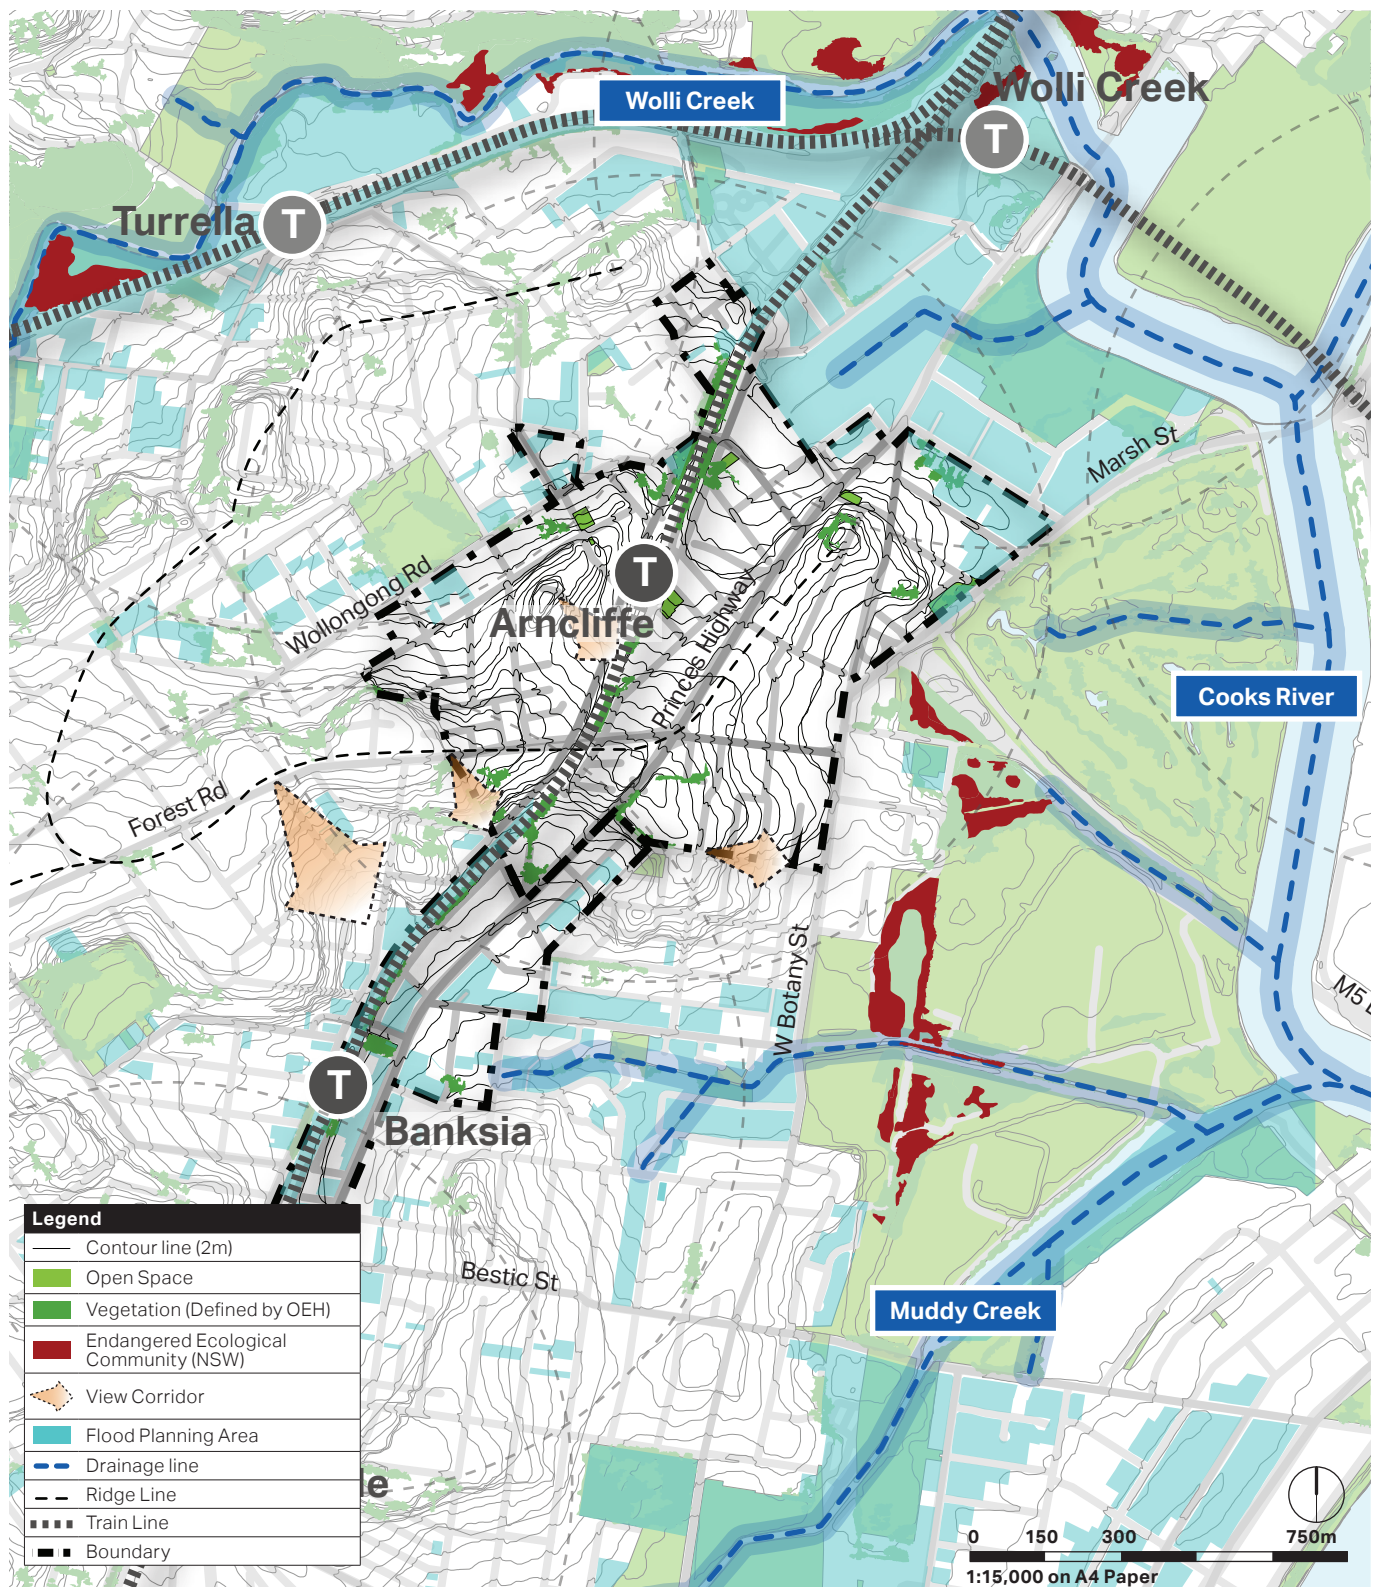 Wolli Creek
Wolli Creek
T
Turrella
T
Marsh St
Wollongong Rd
T
Arncliffe
Princes Highway
Cooks River
Forest Rd
W Botany St
M5
T
Banksia
Bestic St
Muddy Creek
le
Legend
Contour line (2m)
Open Space
Vegetation (Defined by OEH)
Endangered Ecological
Community (NSW)
View Corridor
Flood Planning Area
Drainage line
Ridge Line
Train Line
Boundary
0 150 300 750m
1:15,000 on A4 Paper